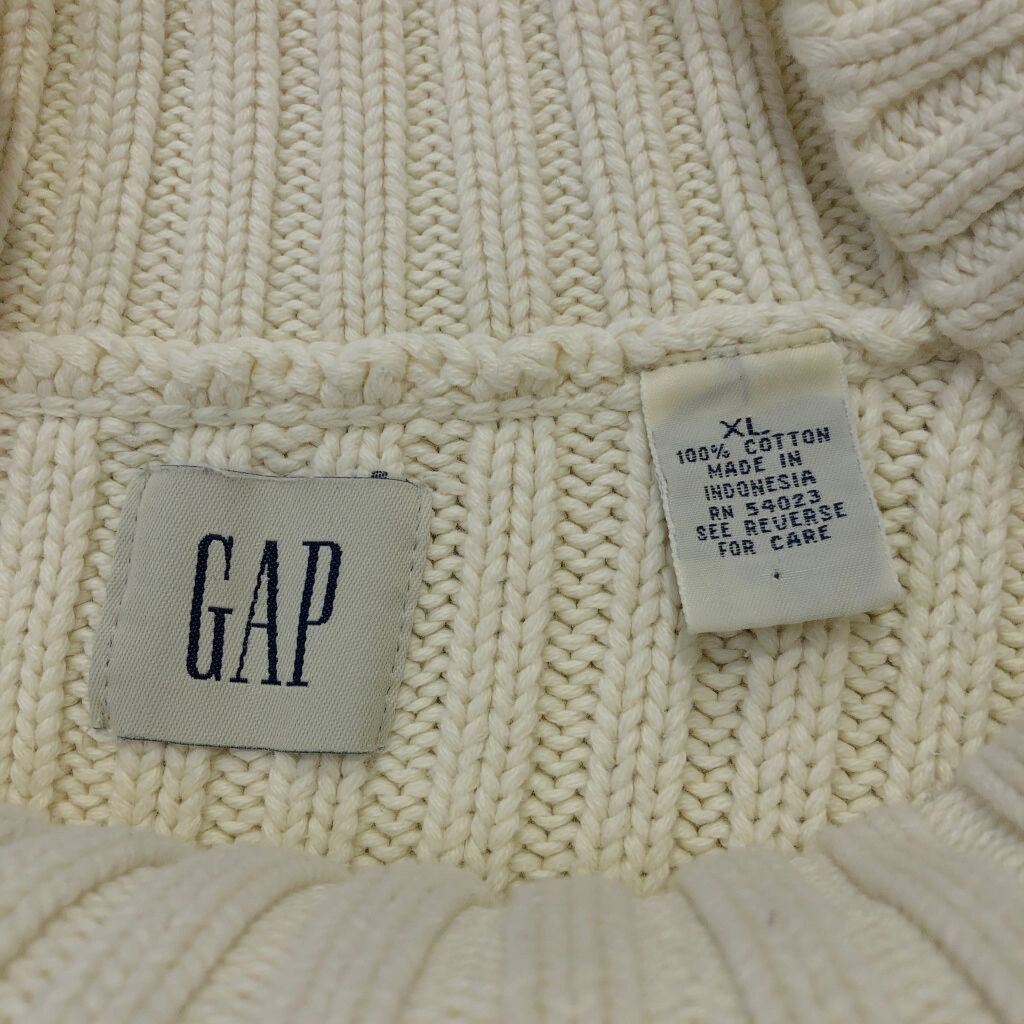 GAP
XL
100% COTTON
MADE IN
INDONESIA
RN 54023
SEE REVERSE
FOR CARE